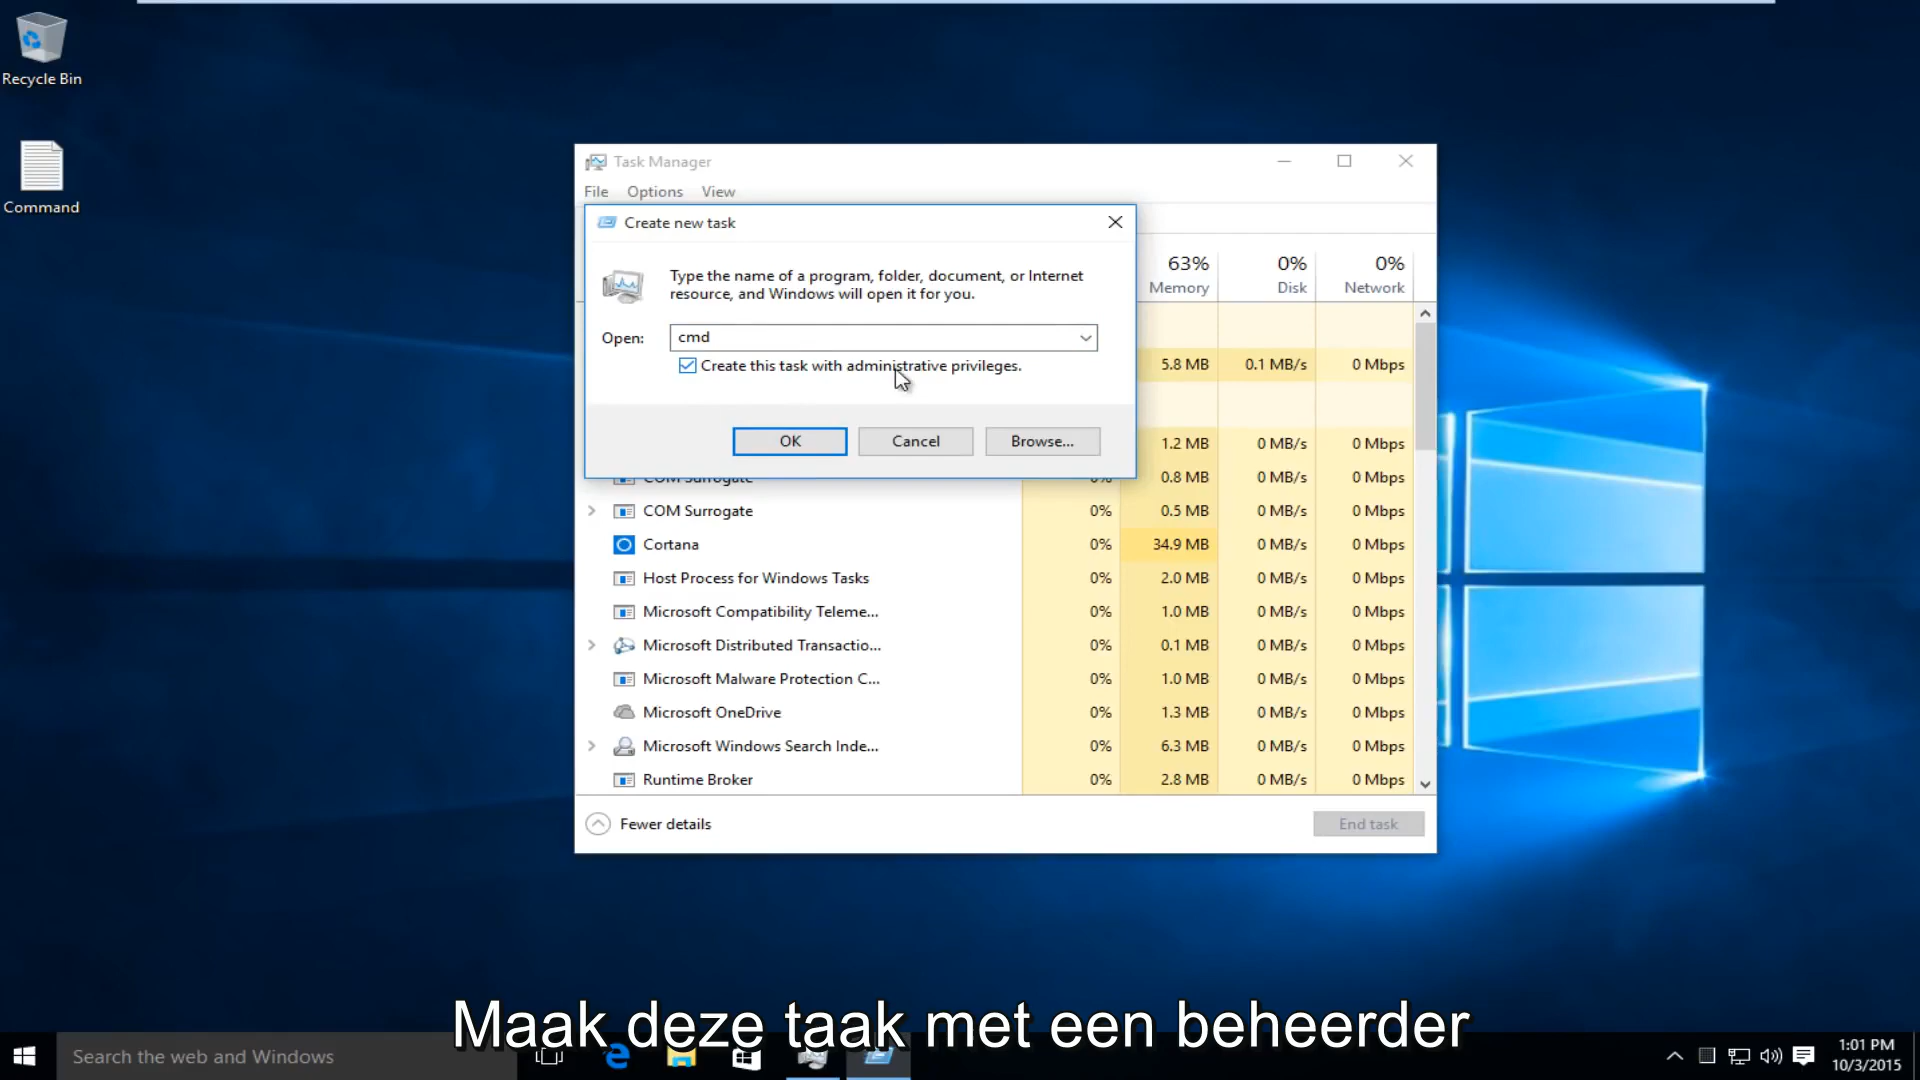 Recycle Bin
Command
Task Manager
File Options View
Create new task
Type the name of a program, folder, document, or Internet
resource, and Windows will open it for you.
Open: cmd
Create this task with administrative privileges.
OK Cancel Browse...
63% 0% 0%
Memory Disk Network
5.8 MB 0.1 MB/s 0 Mbps
1.2 MB 0 MB/s 0 Mbps
COM Surrogate 0% 0.8 MB 0 MB/s 0 Mbps
COM Surrogate 0% 0.5 MB 0 MB/s 0 Mbps
Cortana 0% 34.9 MB 0 MB/s 0 Mbps
Host Process for Windows Tasks 0% 2.0 MB 0 MB/s 0 Mbps
Microsoft Compatibility Teleme... 0% 1.0 MB 0 MB/s 0 Mbps
Microsoft Distributed Transactio... 0% 0.1 MB 0 MB/s 0 Mbps
Microsoft Malware Protection C... 0% 1.0 MB 0 MB/s 0 Mbps
Microsoft OneDrive 0% 1.3 MB 0 MB/s 0 Mbps
Microsoft Windows Search Inde... 0% 6.3 MB 0 MB/s 0 Mbps
Runtime Broker 0% 2.8 MB 0 MB/s 0 Mbps
Fewer details End task
Maak deze taak met een beheerder
Search the web and Windows
1:01 PM
10/3/2015